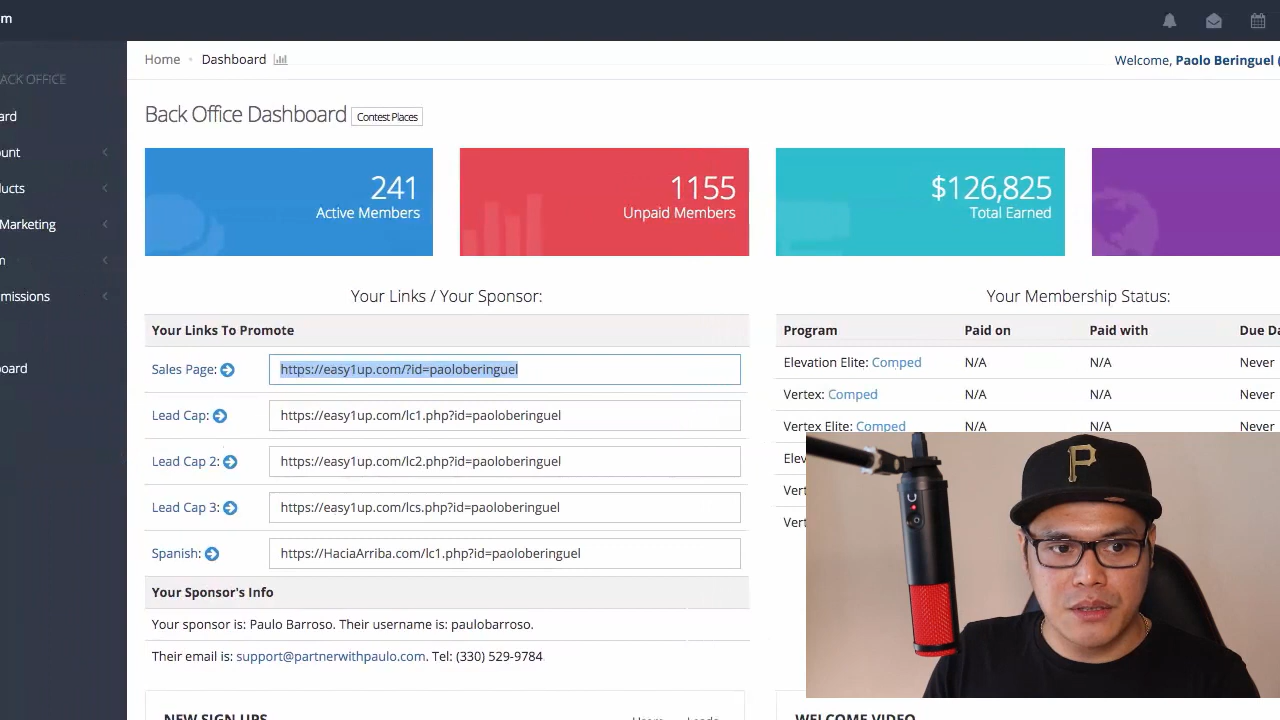 m
Home
Dashboard
Welcome, Paolo Beringuel (
ACK OFFICE
ard
ount
ucts
Marketing
m
missions
oard
Back Office Dashboard
Contest Places
241
Active Members
1155
Unpaid Members
$126,825
Total Earned
Your Links / Your Sponsor:
Your Links To Promote
Sales Page:
https://easy1up.com/?id=paoloberinguel
Lead Cap:
https://easy1up.com/lc1.php?id=paoloberinguel
Lead Cap 2:
https://easy1up.com/lc2.php?id=paoloberinguel
Lead Cap 3:
https://easy1up.com/lcs.php?id=paoloberinguel
Spanish:
https://HaciaArriba.com/lc1.php?id=paoloberinguel
Your Sponsor's Info
Your sponsor is: Paulo Barroso. Their username is: paulobarroso.
Their email is: support@partnerwithpaulo.com. Tel: (330) 529-9784
Your Membership Status:
Program Paid on Paid with Due Da
Elevation Elite: Comped N/A N/A Never
Vertex: Comped N/A N/A Never
Vertex Elite: Comped N/A N/A Never
Elev
Vert
Vert
P
NEW SIGN UPS
WELCOME VIDEO